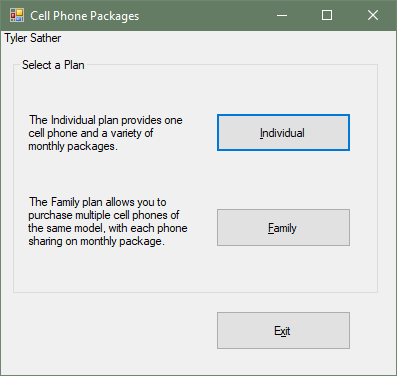 Cell Phone Packages
Tyler Sather
Select a Plan
The Individual plan provides one
cell phone and a variety of
monthly packages.
Individual
The Family plan allows you to
purchase multiple cell phones of
the same model, with each phone
sharing on monthly package.
Family
Exit